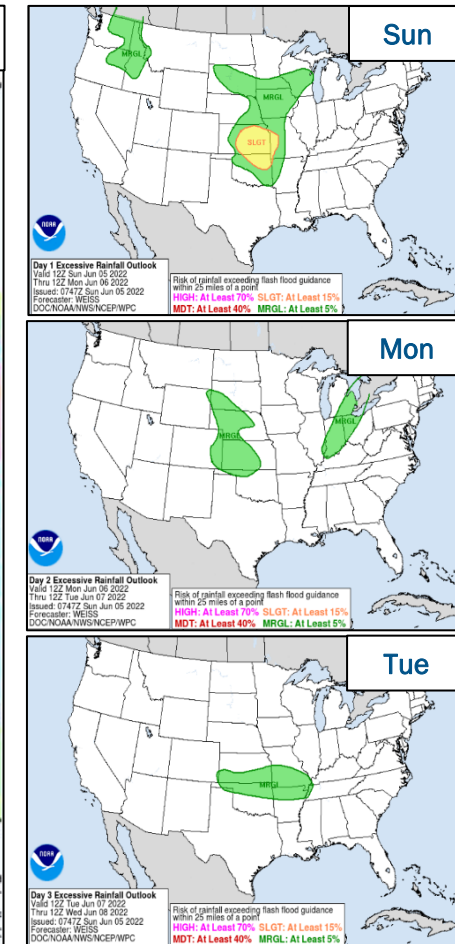 Sun
MRGL
MRGL
SLGT
NOAA
Day 1 Excessive Rainfall Outlook
Valid 12Z Sun Jun 05 2022
Thru 12Z Mon Jun 06 2022
Issued: 0747Z Sun Jun 05 2022
Forecaster: WEISS
DOC/NOAA/NWS/NCEP/WPC
Risk of rainfall exceeding flash flood guidance
within 25 miles of a point
HIGH: At Least 70% SLGT: At Least 15%
MDT: At Least 40% MRGL: At Least 5%
Mon
MRGL
MRGL
NOAA
Day 2 Excessive Rainfall Outlook
Valid 12Z Mon Jun 06 2022
Thru 12Z Tue Jun 07 2022
Issued: 0747Z Sun Jun 05 2022
Forecaster: WEISS
DOC/NOAA/NWS/NCEP/WPC
Risk of rainfall exceeding flash flood guidance
within 25 miles of a point
HIGH: At Least 70% SLGT: At Least 15%
MDT: At Least 40% MRGL: At Least 5%
Tue
MRGL
NOAA
Day 3 Excessive Rainfall Outlook
Valid 12Z Tue Jun 07 2022
Thru 12Z Wed Jun 08 2022
Issued: 0747Z Sun Jun 05 2022
Forecaster: WEISS
DOC/NOAA/NWS/NCEP/WPC
Risk of rainfall exceeding flash flood guidance
within 25 miles of a point
HIGH: At Least 70% SLGT: At Least 15%
MDT: At Least 40% MRGL: At Least 5%